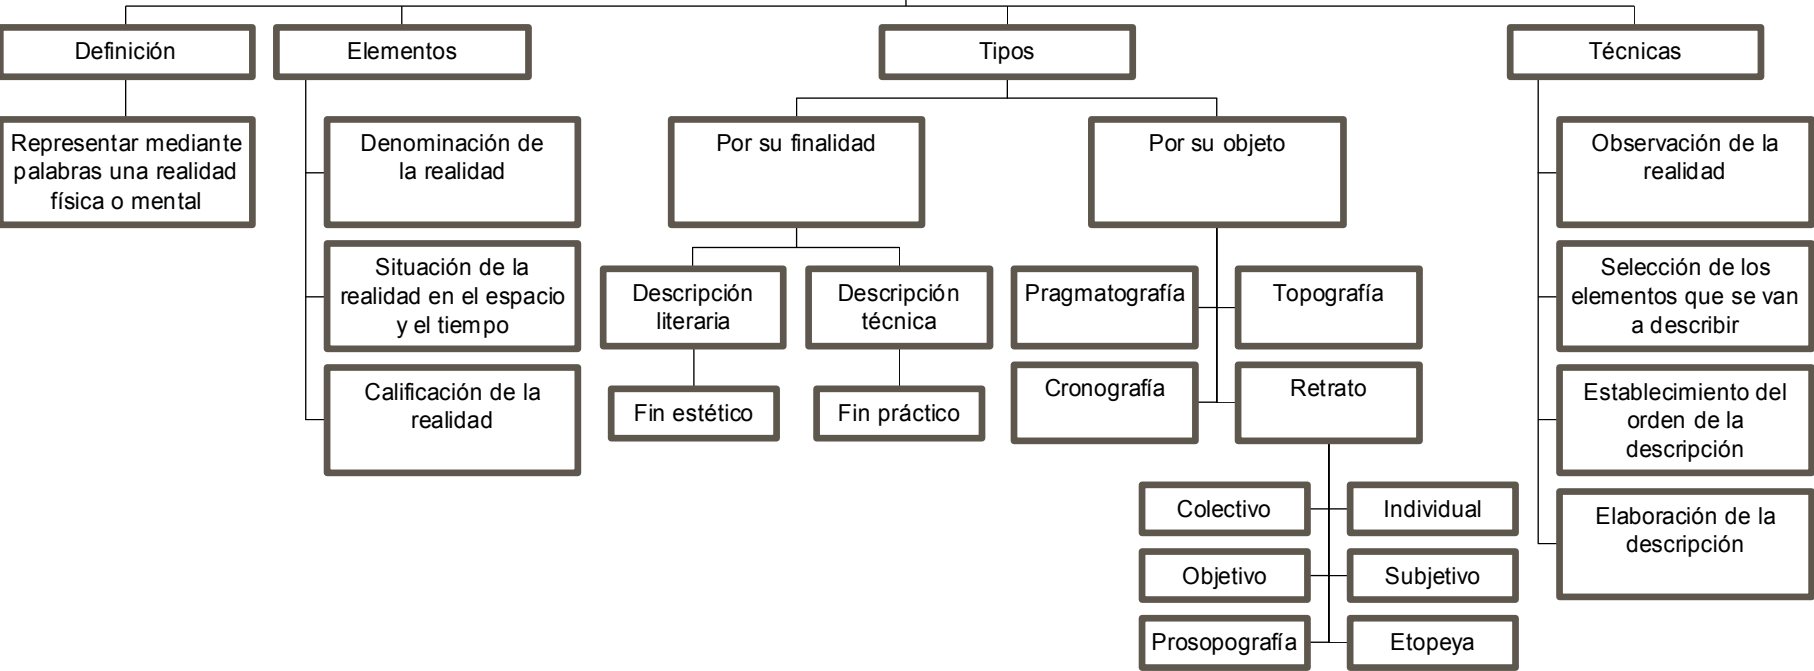 Definición
Elementos
Tipos
Técnicas
Representar mediante
palabras una realidad
física o mental
Denominación de
la realidad
Situación de la
realidad en el espacio
y el tiempo
Calificación de la
realidad
Por su finalidad
Por su objeto
Descripción
literaria
Descripción
técnica
Fin estético
Fin práctico
Pragmatografía
Topografía
Cronografía
Retrato
Colectivo
Individual
Objetivo
Subjetivo
Prosopografía
Etopeya
Observación de la
realidad
Selección de los
elementos que se van
a describir
Establecimiento del
orden de la
descripción
Elaboración de la
descripción